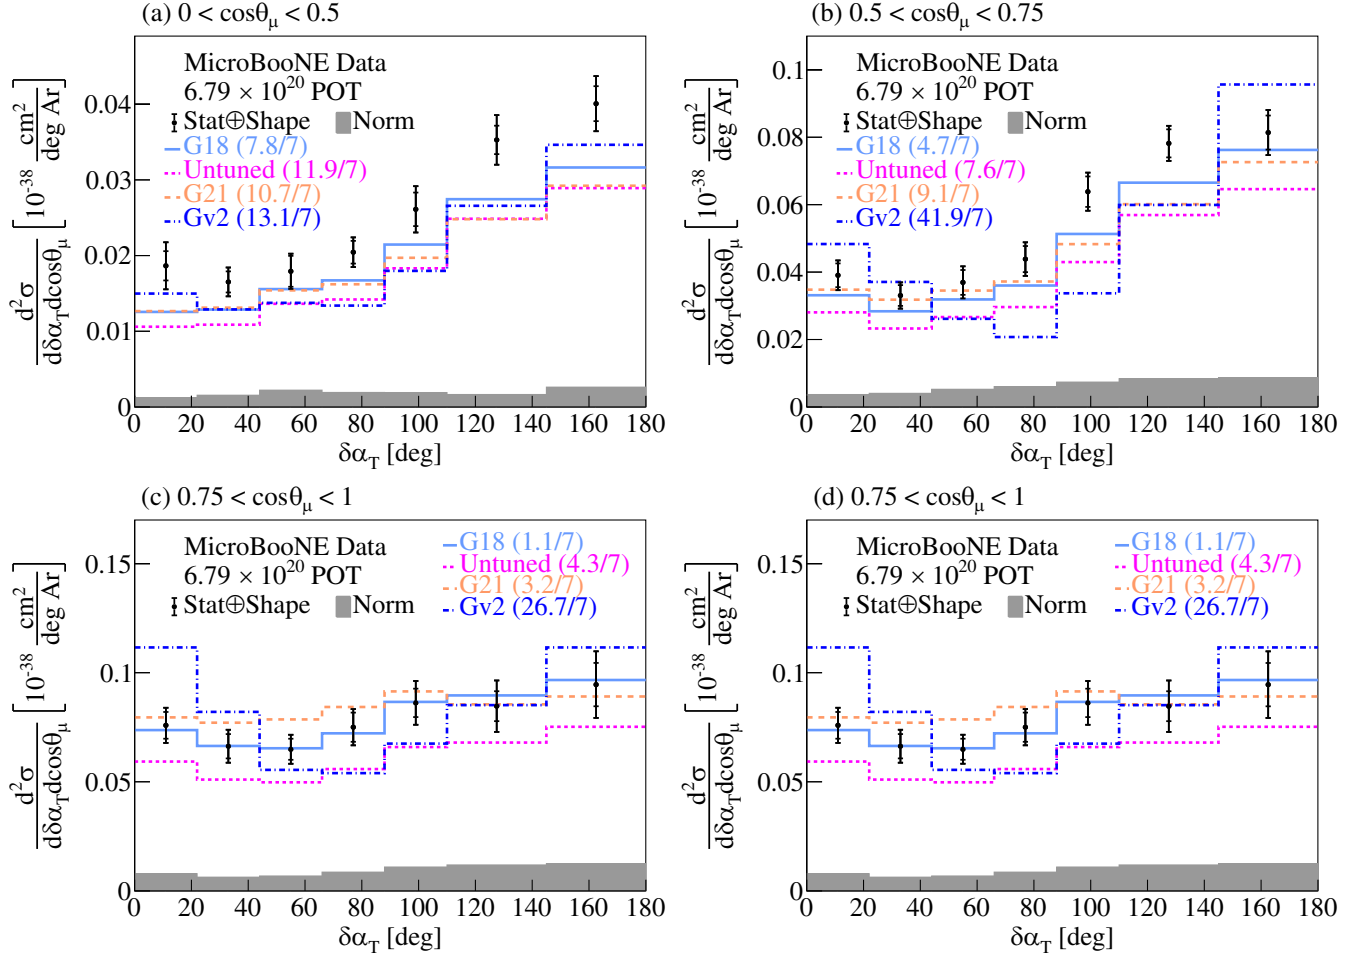 (a) 0 < cosθμ < 0.5
d²σ
dδαTdcosθμ
[10⁻³⁸ cm²
deg Ar]
0.04
0.03
0.02
0.01
0
MicroBooNE Data
6.79 × 10²⁰ POT
Stat⊕Shape Norm
G18 (7.8/7)
Untuned (11.9/7)
G21 (10.7/7)
Gv2 (13.1/7)
0 20 40 60 80 100 120 140 160 180
δαT [deg]
(b) 0.5 < cosθμ < 0.75
d²σ
dδαTdcosθμ
[10⁻³⁸ cm²
deg Ar]
0.1
0.08
0.06
0.04
0.02
0
MicroBooNE Data
6.79 × 10²⁰ POT
Stat⊕Shape Norm
G18 (4.7/7)
Untuned (7.6/7)
G21 (9.1/7)
Gv2 (41.9/7)
0 20 40 60 80 100 120 140 160 180
δαT [deg]
(c) 0.75 < cosθμ < 1
d²σ
dδαTdcosθμ
[10⁻³⁸ cm²
deg Ar]
0.15
0.1
0.05
0
MicroBooNE Data
6.79 × 10²⁰ POT
Stat⊕Shape Norm
G18 (1.1/7)
Untuned (4.3/7)
G21 (3.2/7)
Gv2 (26.7/7)
0 20 40 60 80 100 120 140 160 180
δαT [deg]
(d) 0.75 < cosθμ < 1
d²σ
dδαTdcosθμ
[10⁻³⁸ cm²
deg Ar]
0.15
0.1
0.05
0
MicroBooNE Data
6.79 × 10²⁰ POT
Stat⊕Shape Norm
G18 (1.1/7)
Untuned (4.3/7)
G21 (3.2/7)
Gv2 (26.7/7)
0 20 40 60 80 100 120 140 160 180
δαT [deg]